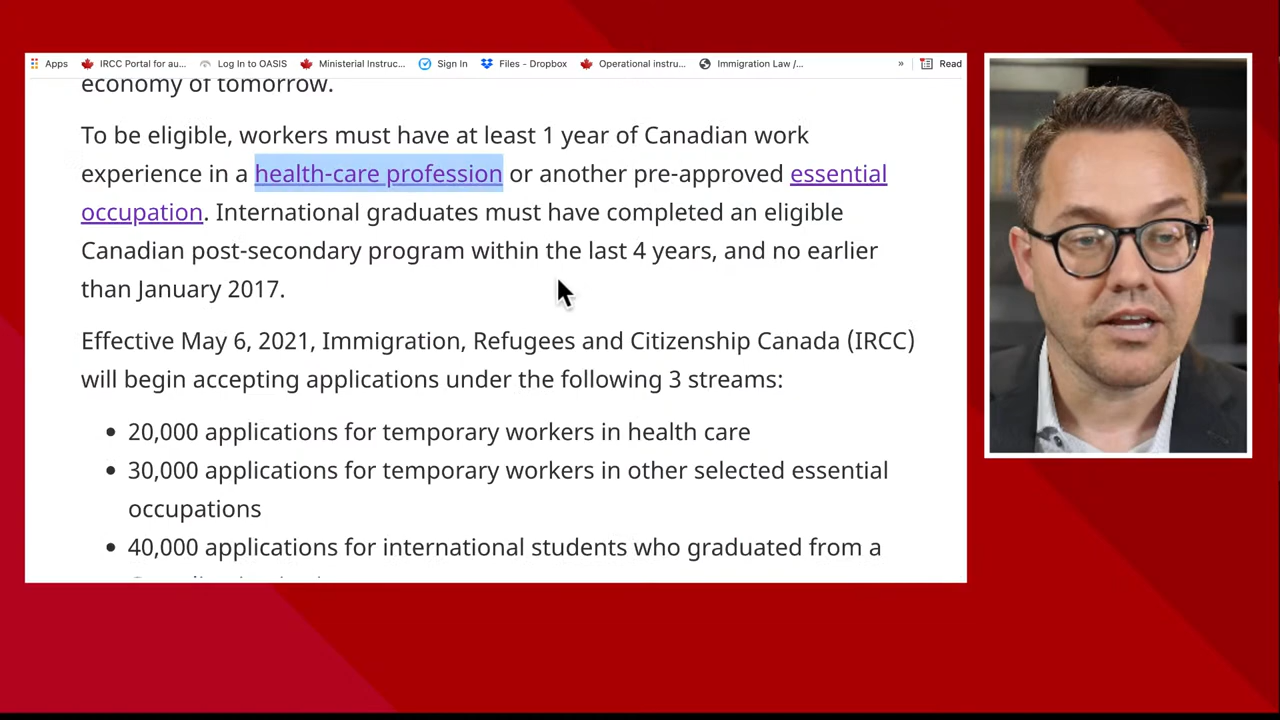 Apps IRCC Portal for au... Log In to OASIS Ministerial Instruc... Sign In Files - Dropbox Operational instru... Immigration Law /... » Read
economy of tomorrow.
To be eligible, workers must have at least 1 year of Canadian work
experience in a health-care profession or another pre-approved essential
occupation. International graduates must have completed an eligible
Canadian post-secondary program within the last 4 years, and no earlier
than January 2017.
Effective May 6, 2021, Immigration, Refugees and Citizenship Canada (IRCC)
will begin accepting applications under the following 3 streams:
• 20,000 applications for temporary workers in health care
• 30,000 applications for temporary workers in other selected essential
occupations
• 40,000 applications for international students who graduated from a